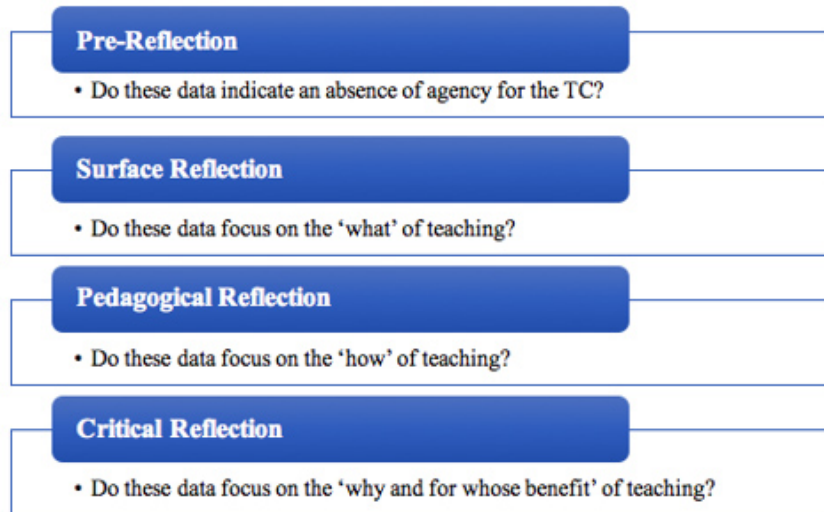 Pre-Reflection
• Do these data indicate an absence of agency for the TC?
Surface Reflection
• Do these data focus on the ‘what’ of teaching?
Pedagogical Reflection
• Do these data focus on the ‘how’ of teaching?
Critical Reflection
• Do these data focus on the ‘why and for whose benefit’ of teaching?